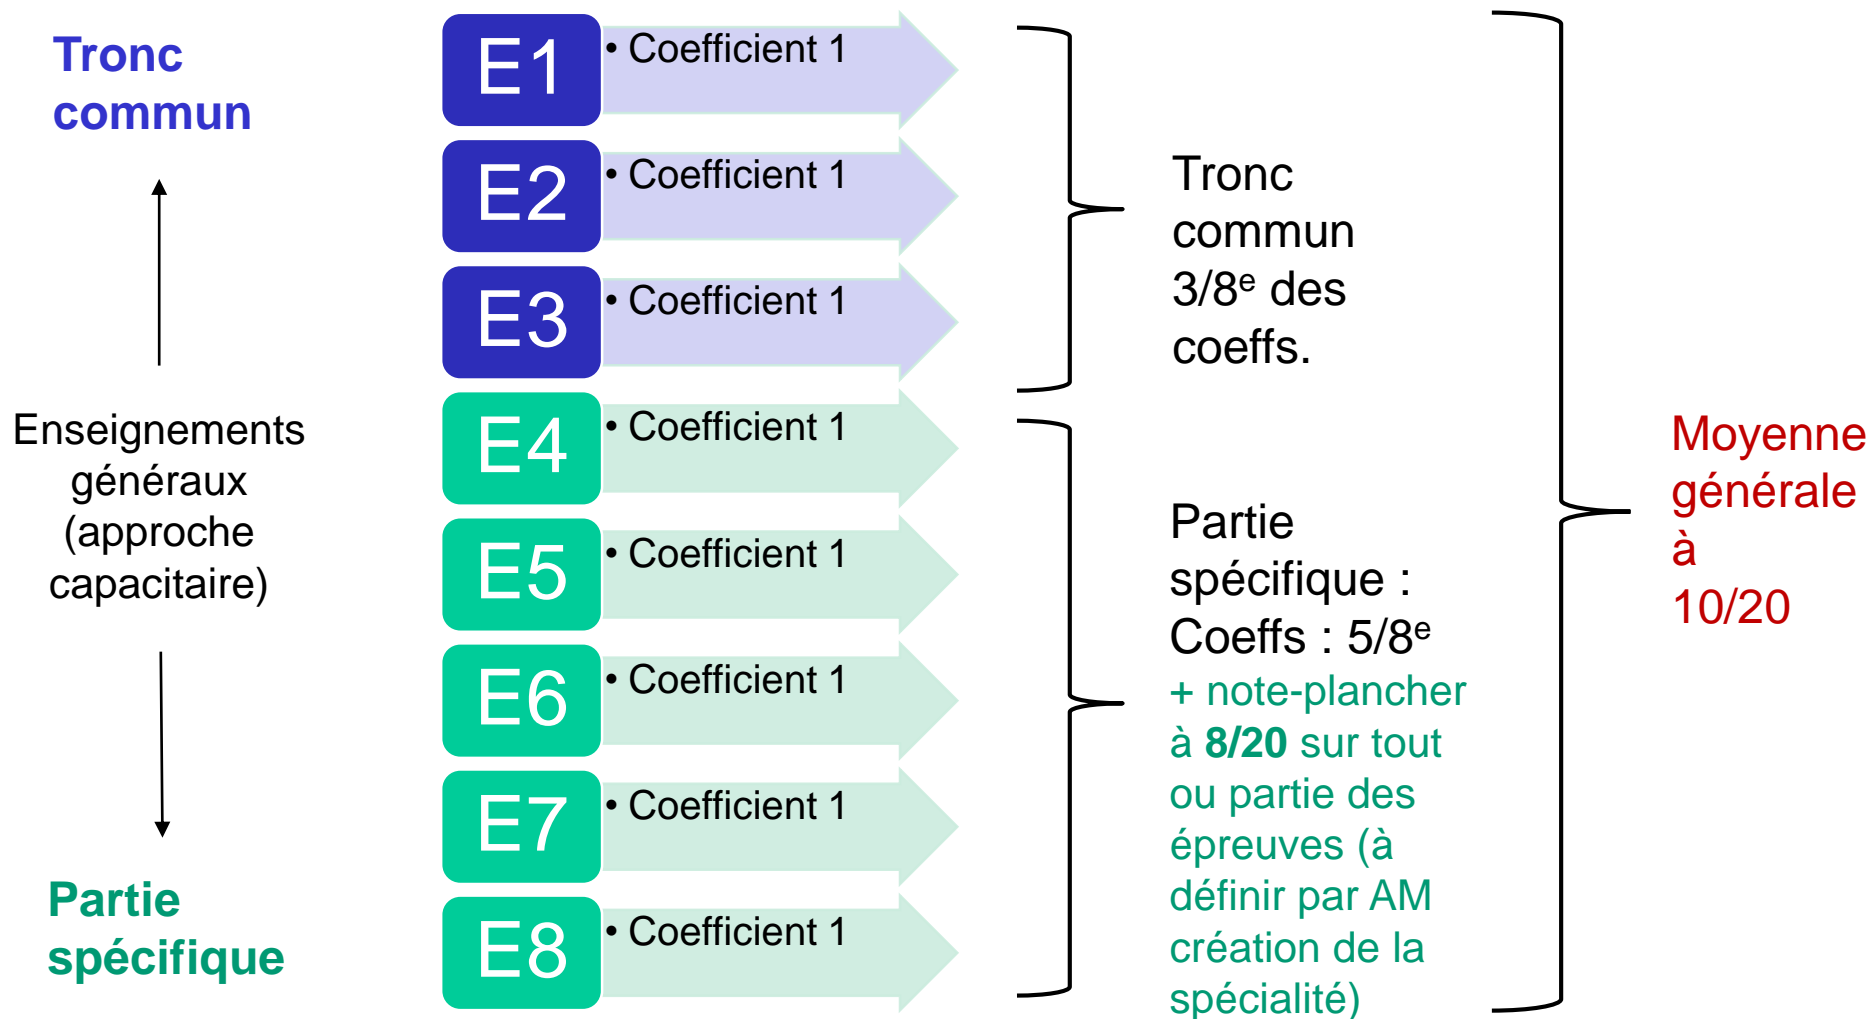 Tronc
commun
Enseignements
généraux
(approche
capacitaire)
Partie
spécifique
E1
• Coefficient 1
E2
• Coefficient 1
E3
• Coefficient 1
E4
• Coefficient 1
E5
• Coefficient 1
E6
• Coefficient 1
E7
• Coefficient 1
E8
• Coefficient 1
Tronc
commun
3/8e des
coeffs.
Partie
spécifique :
Coeffs : 5/8e
+ note-plancher
à 8/20 sur tout
ou partie des
épreuves (à
définir par AM
création de la
spécialité)
Moyenne
générale
à
10/20